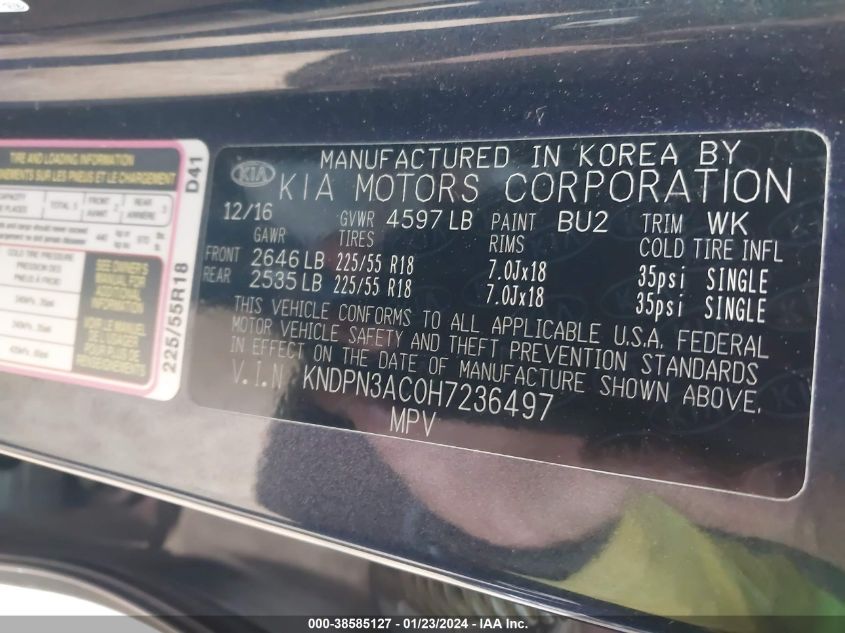 TIRE AND LOADING INFORMATION
D41
225/55R18
KIA
MANUFACTURED IN KOREA BY
KIA MOTORS CORPORATION
12/16 GVWR 4597 LB PAINT BU2 TRIM WK
GAWR TIRES RIMS COLD TIRE INFL
FRONT 2646 LB 225/55 R18 7.0Jx18 35psi SINGLE
REAR 2535 LB 225/55 R18 7.0Jx18 35psi SINGLE
THIS VEHICLE CONFORMS TO ALL APPLICABLE U.S.A. FEDERAL
MOTOR VEHICLE SAFETY AND THEFT PREVENTION STANDARDS
IN EFFECT ON THE DATE OF MANUFACTURE SHOWN ABOVE.
V.I.N KNDPN3AC0H7236497
MPV
000-38585127 - 01/23/2024 - IAA Inc.